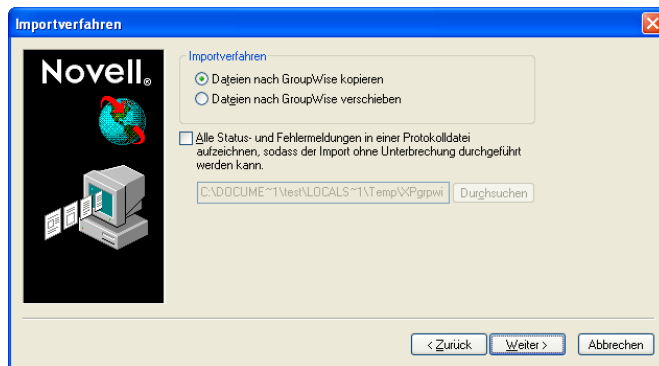 Importverfahren
Novell®
Importverfahren
Dateien nach GroupWise kopieren
Dateien nach GroupWise verschieben
Alle Status- und Fehlermeldungen in einer Protokolldatei
aufzeichnen, sodass der Import ohne Unterbrechung durchgeführt
werden kann.
C:\DOCUME~1\test\LOCALS~1\Temp\XPgrpwi
Durchsuchen
< Zurück
Weiter >
Abbrechen